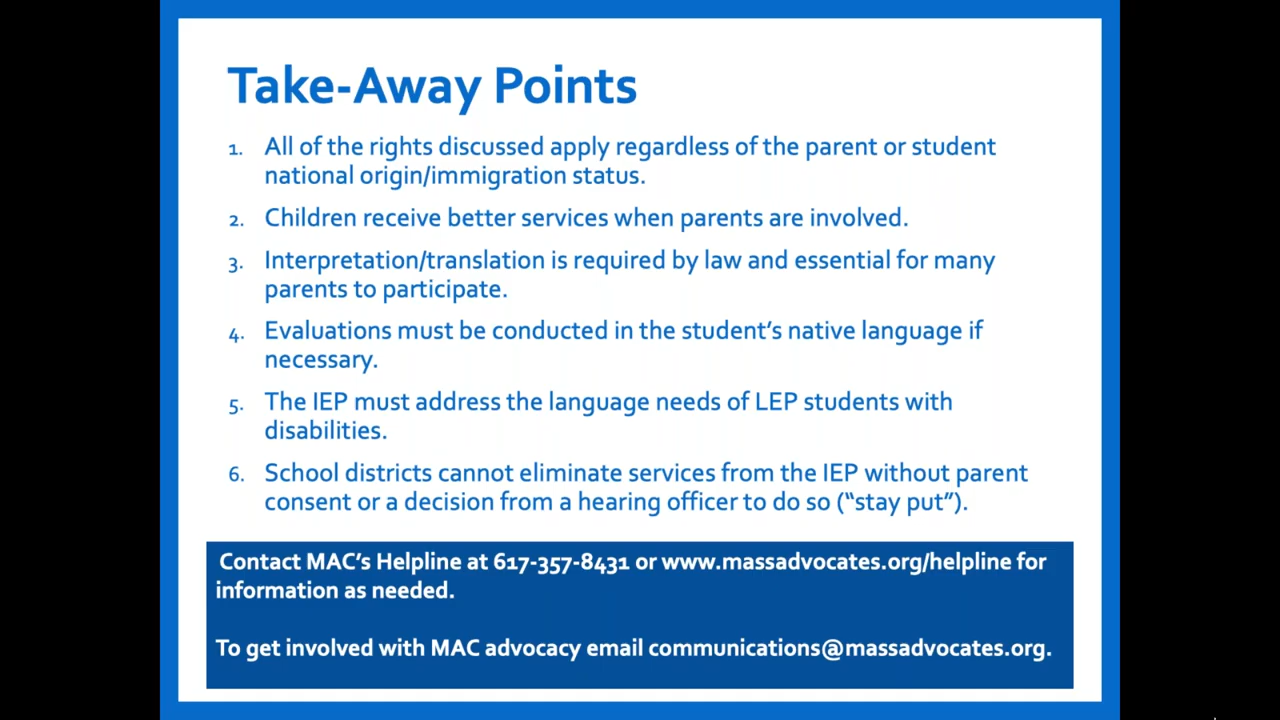 Take-Away Points
1. All of the rights discussed apply regardless of the parent or student
national origin/immigration status.
2. Children receive better services when parents are involved.
3. Interpretation/translation is required by law and essential for many
parents to participate.
4. Evaluations must be conducted in the student’s native language if
necessary.
5. The IEP must address the language needs of LEP students with
disabilities.
6. School districts cannot eliminate services from the IEP without parent
consent or a decision from a hearing officer to do so (“stay put”).
Contact MAC’s Helpline at 617-357-8431 or www.massadvocates.org/helpline for
information as needed.
To get involved with MAC advocacy email communications@massadvocates.org.